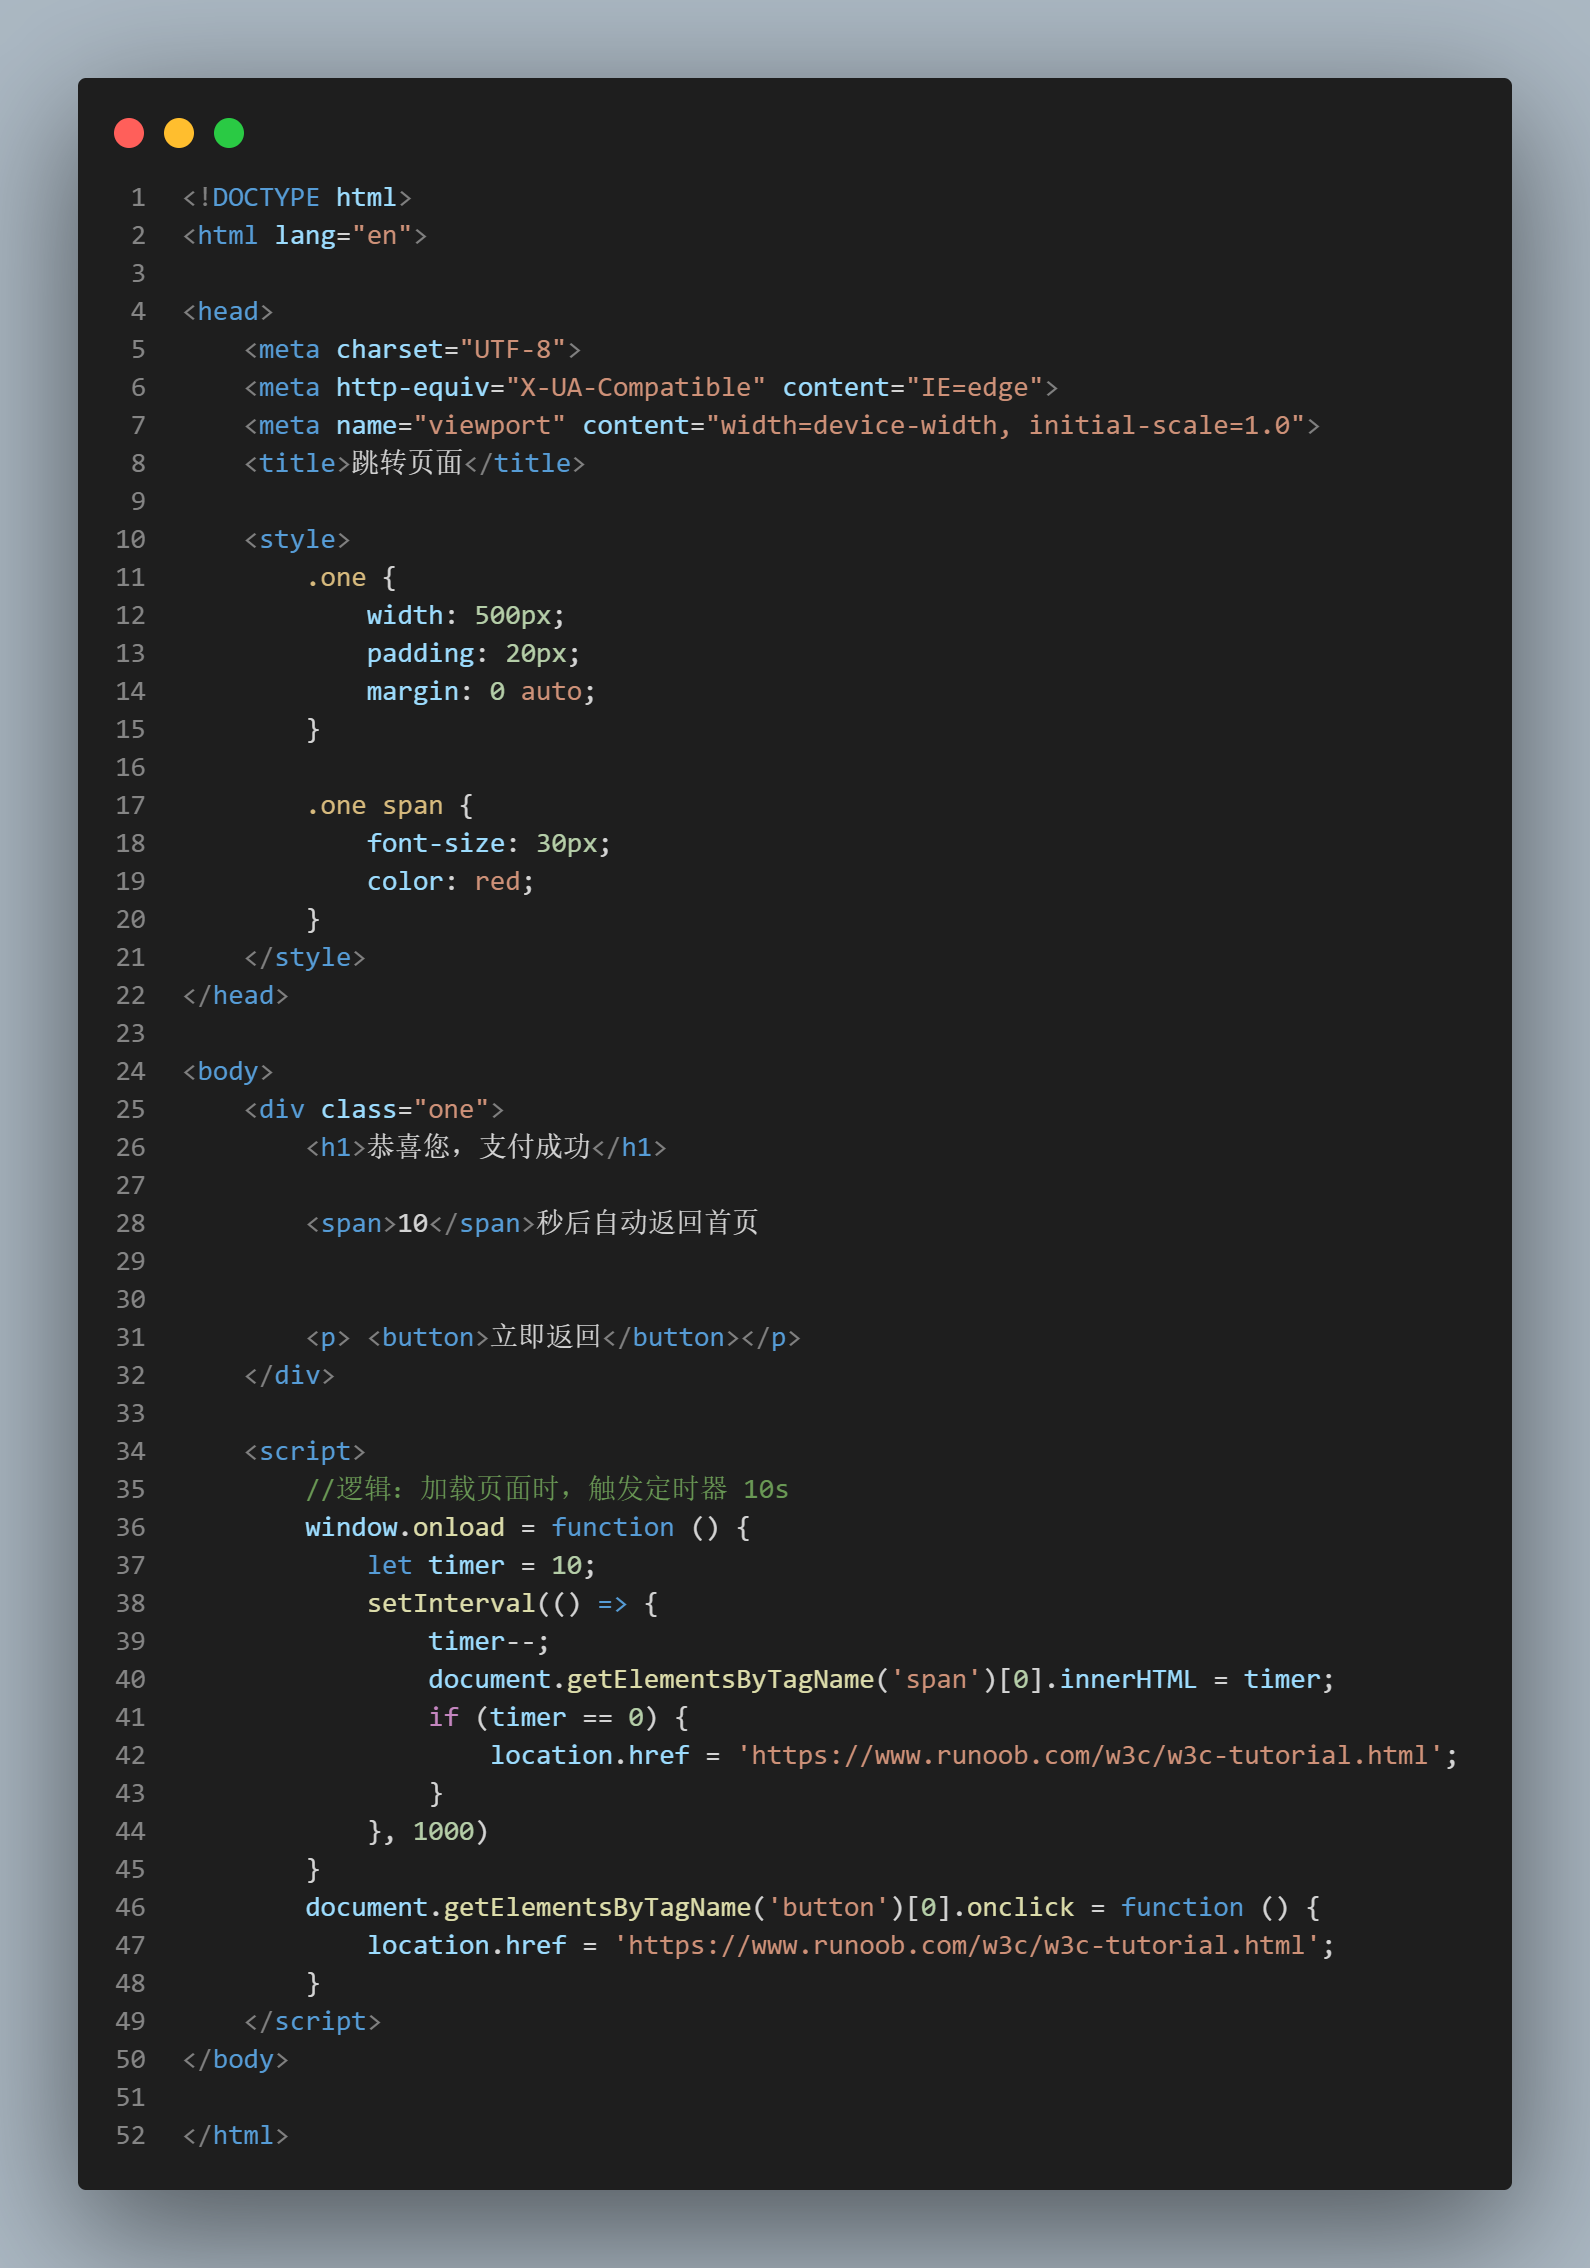 1 <!DOCTYPE html>
2 <html lang="en">
3
4 <head>
5     <meta charset="UTF-8">
6     <meta http-equiv="X-UA-Compatible" content="IE=edge">
7     <meta name="viewport" content="width=device-width, initial-scale=1.0">
8     <title>跳转页面</title>
9
10     <style>
11         .one {
12             width: 500px;
13             padding: 20px;
14             margin: 0 auto;
15         }
16
17         .one span {
18             font-size: 30px;
19             color: red;
20         }
21     </style>
22 </head>
23
24 <body>
25     <div class="one">
26         <h1>恭喜您，支付成功</h1>
27
28         <span>10</span>秒后自动返回首页
29
30
31         <p> <button>立即返回</button></p>
32     </div>
33
34     <script>
35         //逻辑：加载页面时，触发定时器 10s
36         window.onload = function () {
37             let timer = 10;
38             setInterval(() => {
39                 timer--;
40                 document.getElementsByTagName('span')[0].innerHTML = timer;
41                 if (timer == 0) {
42                     location.href = 'https://www.runoob.com/w3c/w3c-tutorial.html';
43                 }
44             }, 1000)
45         }
46         document.getElementsByTagName('button')[0].onclick = function () {
47             location.href = 'https://www.runoob.com/w3c/w3c-tutorial.html';
48         }
49     </script>
50 </body>
51
52 </html>